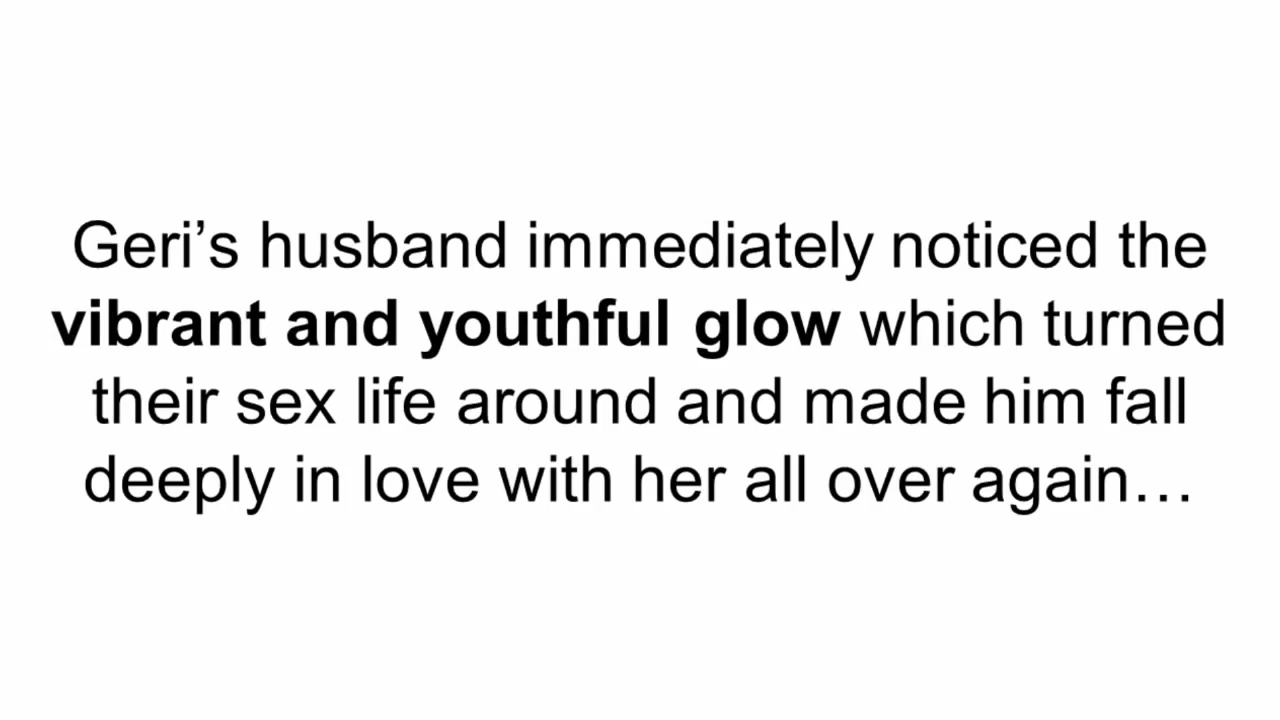 Geri’s husband immediately noticed the
vibrant and youthful glow which turned
their sex life around and made him fall
deeply in love with her all over again…